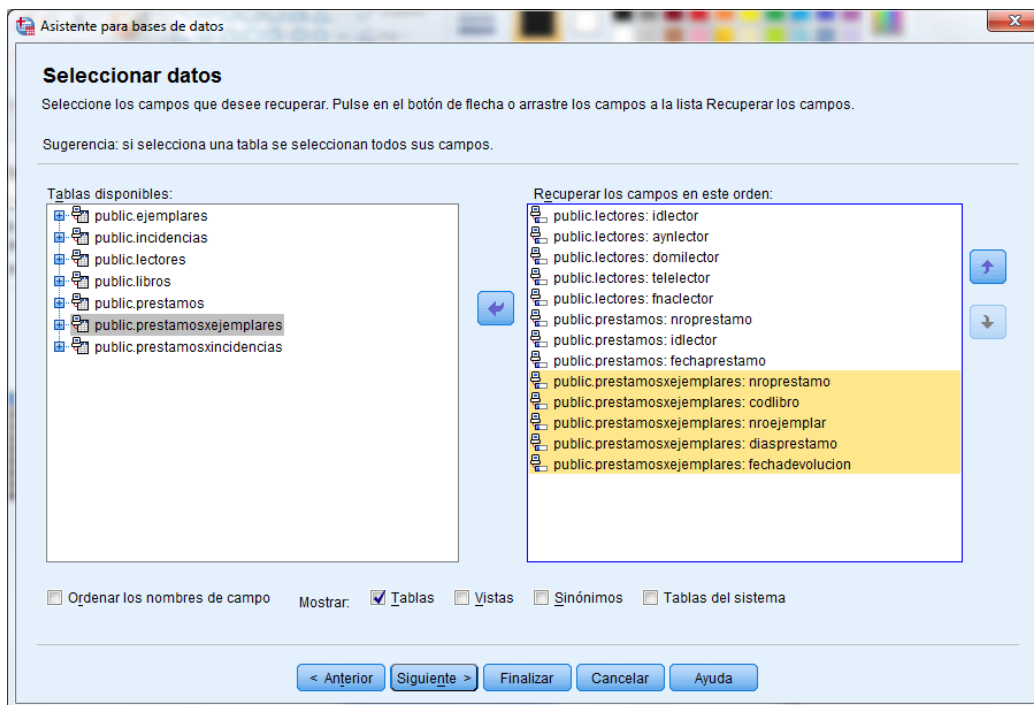 Asistente para bases de datos
Seleccionar datos
Seleccione los campos que desee recuperar. Pulse en el botón de flecha o arrastre los campos a la lista Recuperar los campos.
Sugerencia: si selecciona una tabla se seleccionan todos sus campos.
Tablas disponibles:
public.ejemplares
public.incidencias
public.lectores
public.libros
public.prestamos
public.prestamosxejemplares
public.prestamosxincidencias
Recuperar los campos en este orden:
public.lectores: idlector
public.lectores: aynlector
public.lectores: domilector
public.lectores: telelector
public.lectores: fnaclector
public.prestamos: nroprestamo
public.prestamos: idlector
public.prestamos: fechaprestamo
public.prestamosxejemplares: nroprestamo
public.prestamosxejemplares: codlibro
public.prestamosxejemplares: nroejemplar
public.prestamosxejemplares: diasprestamo
public.prestamosxejemplares: fechadevolucion
Ordenar los nombres de campo Mostrar: Tablas Vistas Sinónimos Tablas del sistema
< Anterior Siguiente > Finalizar Cancelar Ayuda